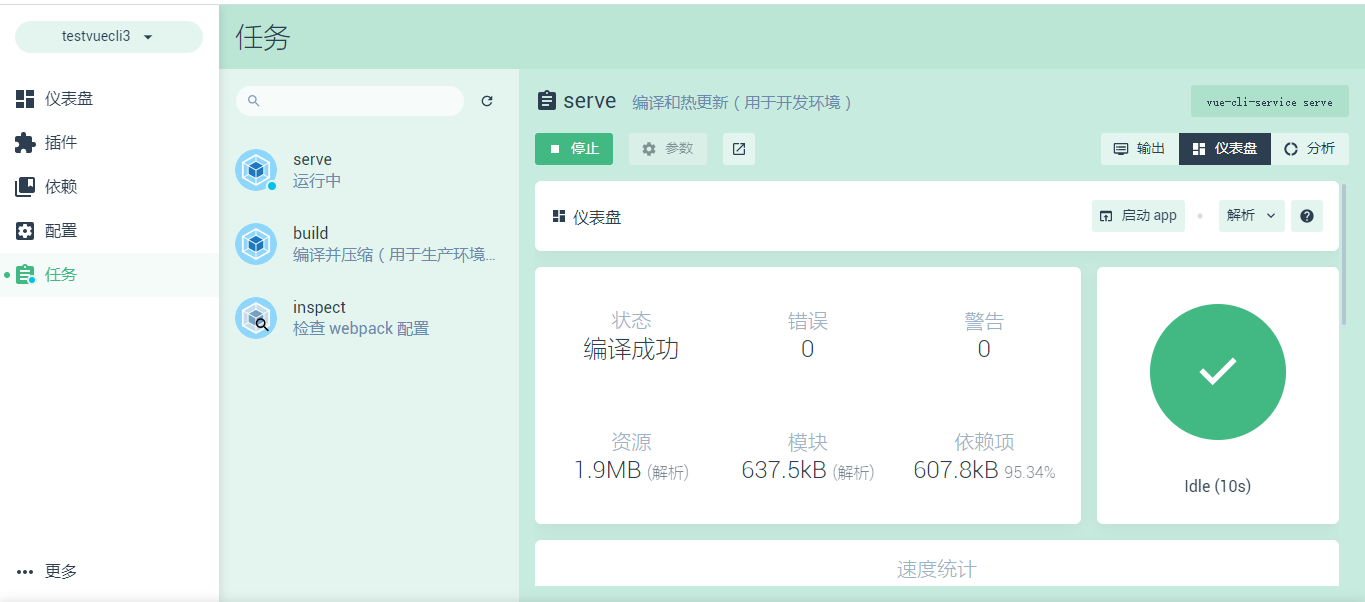 testvuecli3
仪表盘
插件
依赖
配置
任务
更多
任务
serve
运行中
build
编译并压缩（用于生产环境...
inspect
检查 webpack 配置
serve 编译和热更新（用于开发环境）
vue-cli-service serve
停止 参数
输出 仪表盘 分析
仪表盘
启动 app 解析
状态 错误 警告
编译成功 0 0
资源 模块 依赖项
1.9MB (解析) 637.5kB (解析) 607.8kB 95.34%
Idle (10s)
速度统计